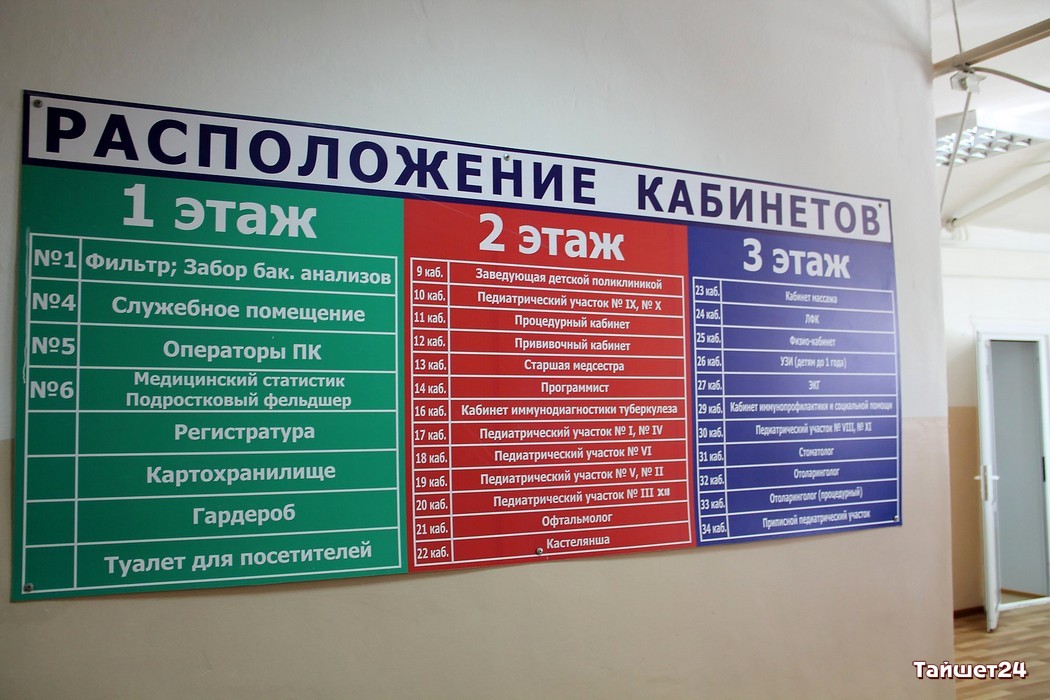 РАСПОЛОЖЕНИЕ КАБИНЕТОВ
1 этаж
№1 Фильтр; Забор бак. анализов
№4 Служебное помещение
№5 Операторы ПК
№6 Медицинский статистик
Подростковый фельдшер
Регистратура
Картохранилище
Гардероб
Туалет для посетителей
2 этаж
9 каб. Заведующая детской поликлиникой
10 каб. Педиатрический участок № IX, № X
11 каб. Процедурный кабинет
12 каб. Прививочный кабинет
13 каб. Старшая медсестра
14 каб. Программист
16 каб. Кабинет иммунодиагностики туберкулеза
17 каб. Педиатрический участок № I, № IV
18 каб. Педиатрический участок № VI
19 каб. Педиатрический участок № V, № II
20 каб. Педиатрический участок № III XII
21 каб. Офтальмолог
22 каб. Кастелянша
3 этаж
23 каб. Кабинет массажа
24 каб. ЛФК
25 каб. Физио-кабинет
26 каб. УЗИ (детям до 1 года)
27 каб. ЭКГ
29 каб. Кабинет иммунопрофилактики и социальной помощи
30 каб. Педиатрический участок № VIII, № XI
31 каб. Стоматолог
32 каб. Отоларинголог
33 каб. Отоларинголог (процедурный)
34 каб. Приписной педиатрический участок
Тайшет24